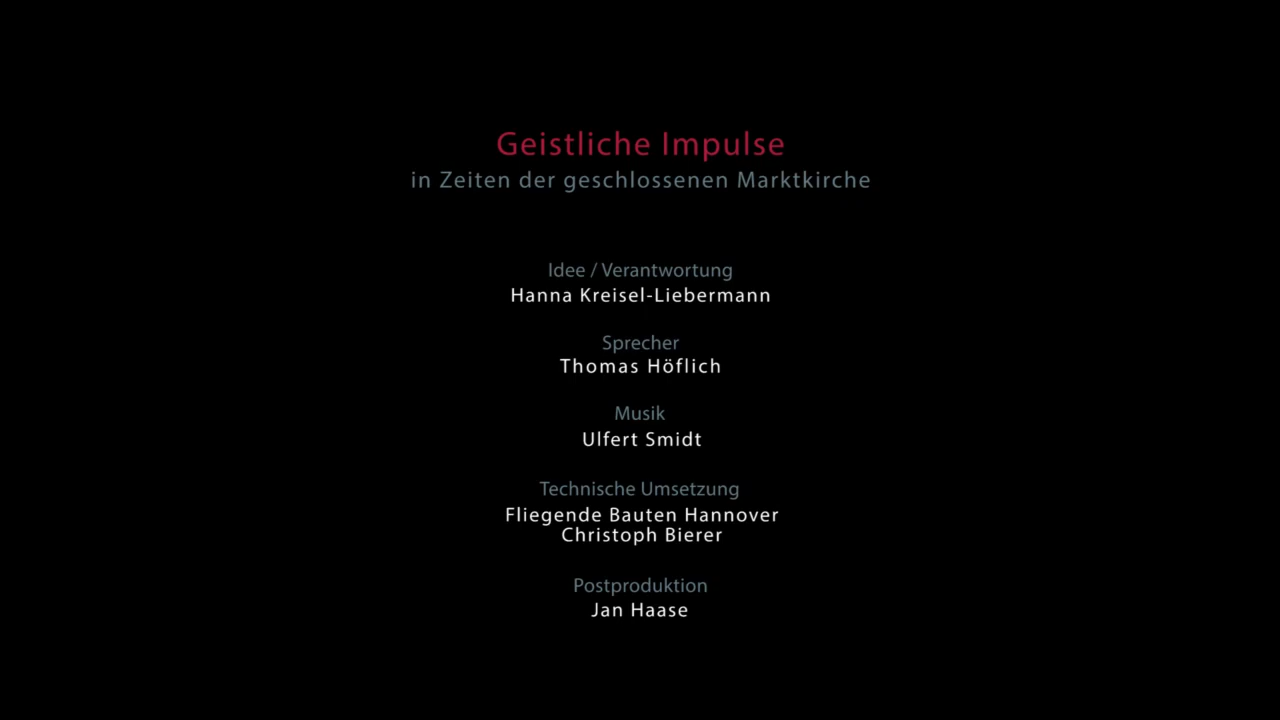 Geistliche Impulse
in Zeiten der geschlossenen Marktkirche
Idee / Verantwortung
Hanna Kreisel-Liebermann
Sprecher
Thomas Höflich
Musik
Ulfert Smidt
Technische Umsetzung
Fliegende Bauten Hannover
Christoph Bierer
Postproduktion
Jan Haase